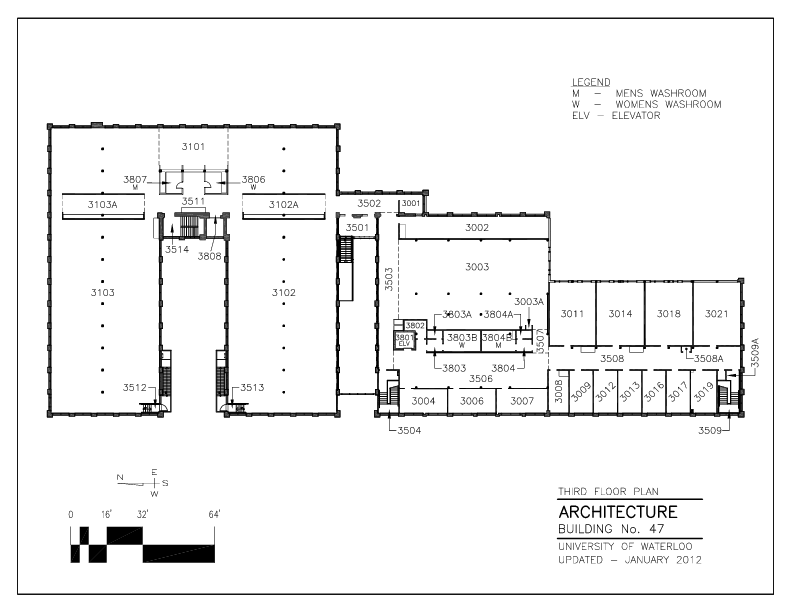 LEGEND
M – MENS WASHROOM
W – WOMENS WASHROOM
ELV – ELEVATOR
3101
3807
M
3806
W
3103A
3511
3102A
3502
3001
3501
3002
3514
3808
3003
3503
3103
3102
3003A
3011
3014
3018
3021
3803A
3804A
3802
3801
ELV
3803B
W
3804B
M
3507
3509A
3508
3508A
3803
3804
3506
3512
3513
3004
3006
3007
3008
3009
3012
3013
3016
3017
3019
3504
3509
N
E
S
W
0
16'
32'
64'
THIRD FLOOR PLAN
ARCHITECTURE
BUILDING No. 47
UNIVERSITY OF WATERLOO
UPDATED – JANUARY 2012